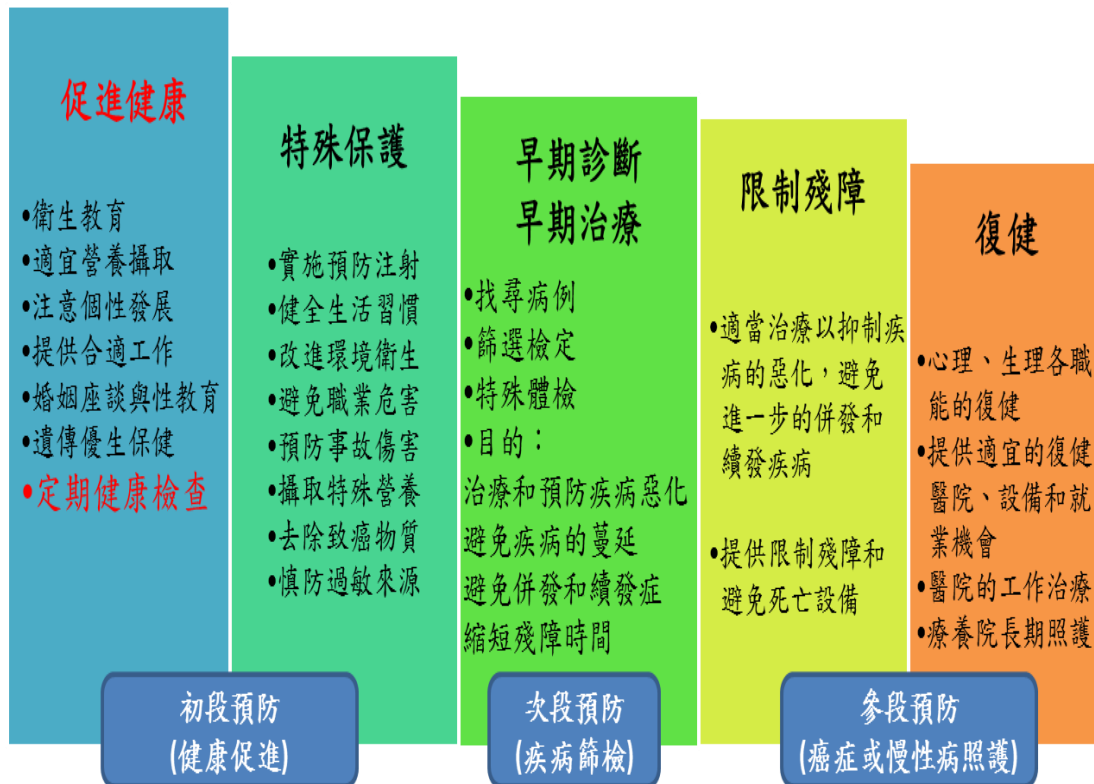 促進健康
•衛生教育
•適宜營養攝取
•注意個性發展
•提供合適工作
•婚姻座談與性教育
•遺傳優生保健
•定期健康檢查
特殊保護
•實施預防注射
•健全生活習慣
•改進環境衛生
•避免職業危害
•預防事故傷害
•攝取特殊營養
•去除致癌物質
•慎防過敏來源
初段預防
(健康促進)
早期診斷
早期治療
•找尋病例
•篩選檢定
•特殊體檢
•目的：
治療和預防疾病惡化
避免疾病的蔓延
避免併發和續發症
縮短殘障時間
次段預防
(疾病篩檢)
限制殘障
•適當治療以抑制疾
病的惡化，避免
進一步的併發和
續發疾病
•提供限制殘障和
避免死亡設備
復健
•心理、生理各職
能的復健
•提供適宜的復健
醫院、設備和就
業機會
•醫院的工作治療
•療養院長期照護
參段預防
(癌症或慢性病照護)